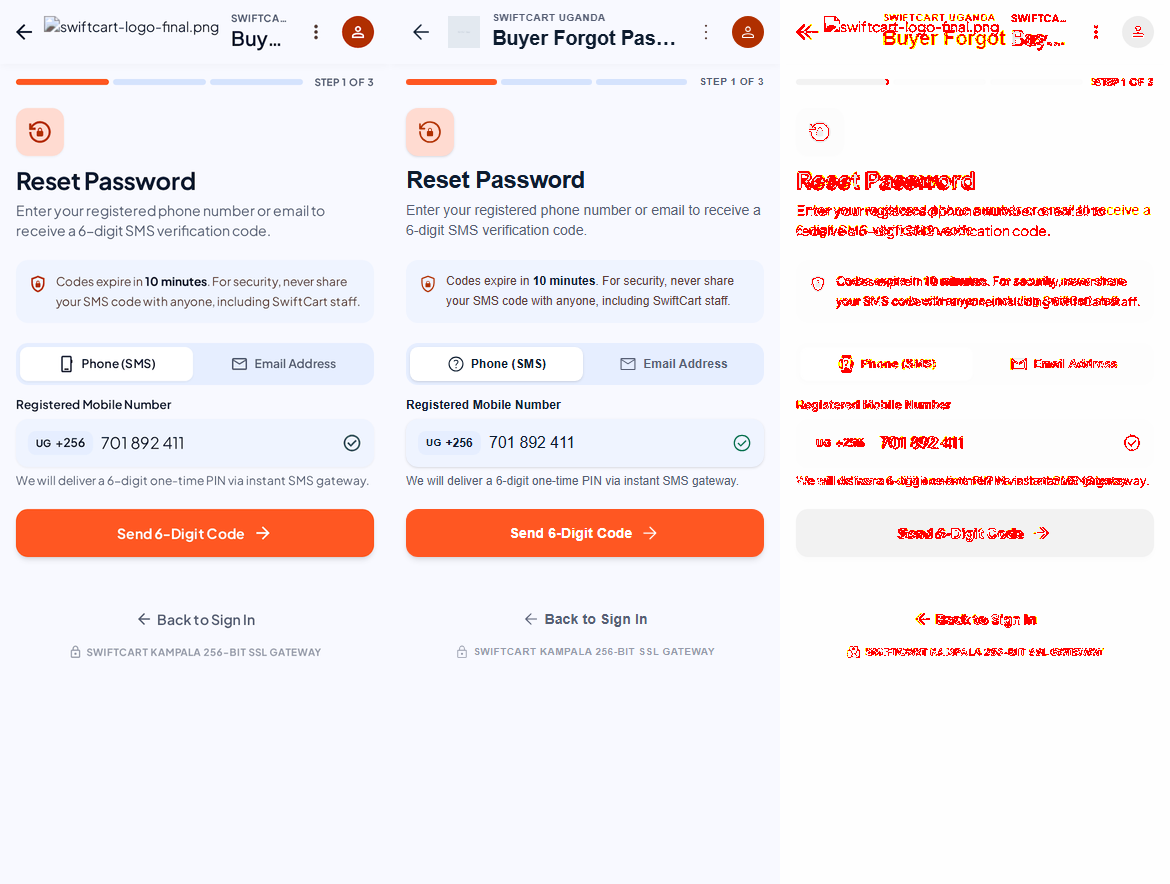 swiftcart-logo-final.png
SWIFTCA...
Buy...
STEP 1 OF 3
Reset Password
Enter your registered phone number or email to
receive a 6-digit SMS verification code.
Codes expire in 10 minutes. For security, never share
your SMS code with anyone, including SwiftCart staff.
Phone (SMS)
Email Address
Registered Mobile Number
UG +256
701 892 411
We will deliver a 6-digit one-time PIN via instant SMS gateway.
Send 6-Digit Code
Back to Sign In
SWIFTCART KAMPALA 256-BIT SSL GATEWAY
SWIFTCART UGANDA
Buyer Forgot Pas...
STEP 1 OF 3
Reset Password
Enter your registered phone number or email to receive a
6-digit SMS verification code.
Codes expire in 10 minutes. For security, never share
your SMS code with anyone, including SwiftCart staff.
Phone (SMS)
Email Address
Registered Mobile Number
UG +256
701 892 411
We will deliver a 6-digit one-time PIN via instant SMS gateway.
Send 6-Digit Code
Back to Sign In
SWIFTCART KAMPALA 256-BIT SSL GATEWAY
SWIFTCART UGANDA
SWIFTCA...
swiftcart-logo-final.png
Buyer Forgot
Buy...
STEP 1 OF 3
Reset Password
Phone (SMS)
Email Address
Registered Mobile Number
701 892 411
Send 6-Digit Code
Back to Sign In